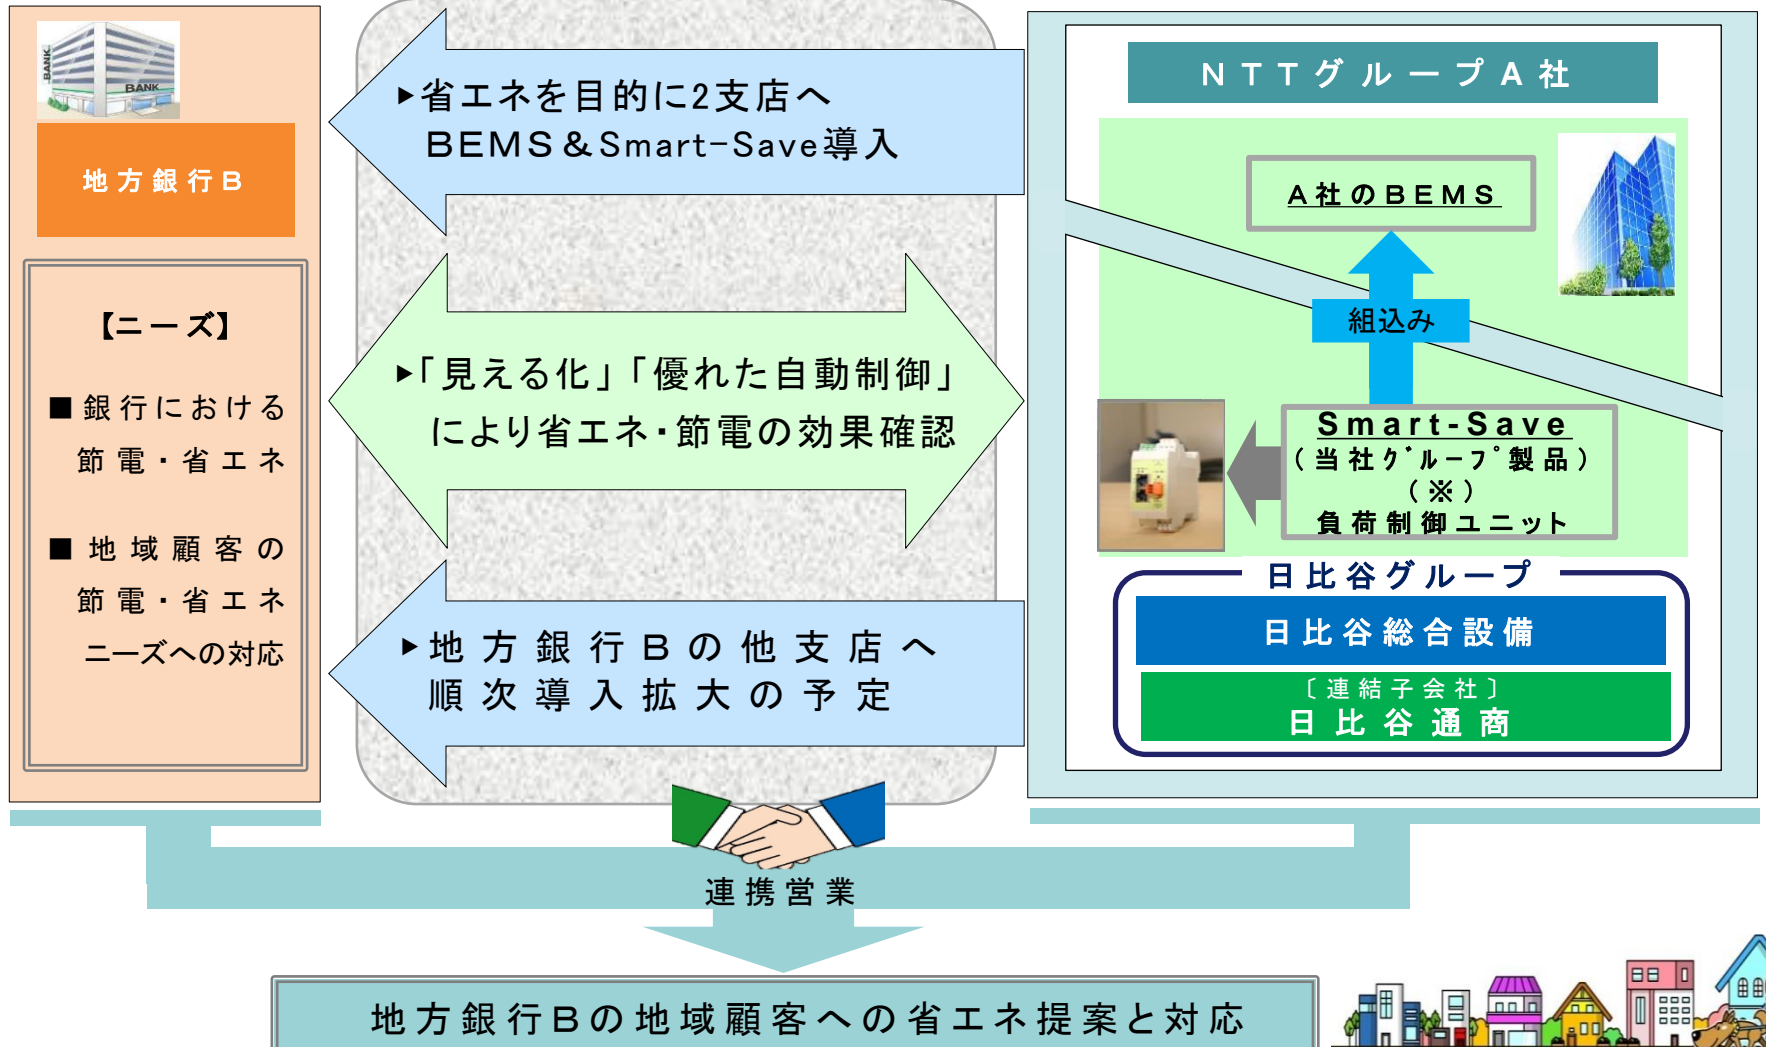 BANK
BANK
地方銀行B
【ニーズ】
■銀行における
節電・省エネ
■地域顧客の
節電・省エネ
ニーズへの対応
▶省エネを目的に2支店へ
BEMS&Smart-Save導入
▶「見える化」「優れた自動制御」
により省エネ・節電の効果確認
▶地方銀行Bの他支店へ
順次導入拡大の予定
NTTグループA社
A社のBEMS
組込み
Smart-Save
(当社ｸﾞﾙｰﾌﾟ製品)
(※)
負荷制御ユニット
日比谷グループ
日比谷総合設備
〔連結子会社〕
日比谷通商
連携営業
地方銀行Bの地域顧客への省エネ提案と対応